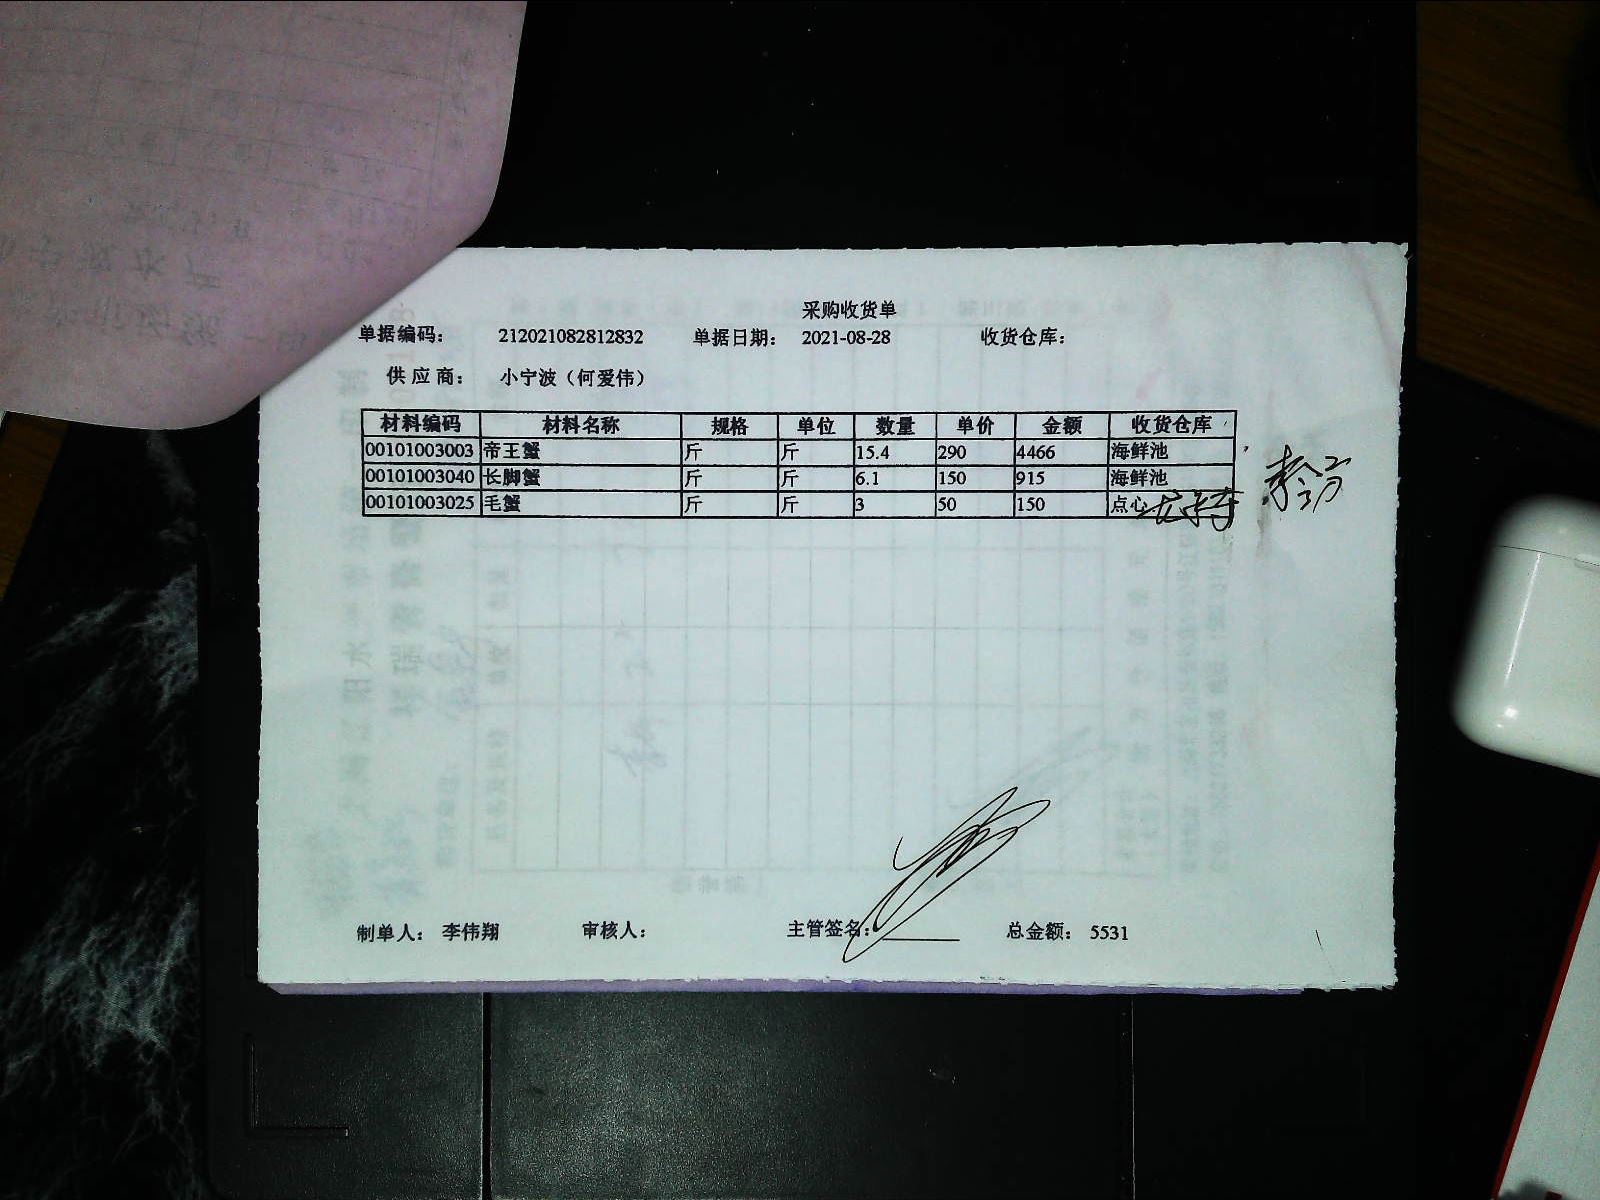 采购收货单
单据编码： 212021082812832 单据日期： 2021-08-28 收货仓库：
供应商： 小宁波（何爱伟）
材料编码 材料名称 规格 单位 数量 单价 金额 收货仓库
00101003003 帝王蟹 斤 斤 15.4 290 4466 海鲜池
00101003040 长脚蟹 斤 斤 6.1 150 915 海鲜池
00101003025 毛蟹 斤 斤 3 50 150 点心
制单人： 李伟翔 审核人： 主管签名： 总金额： 5531